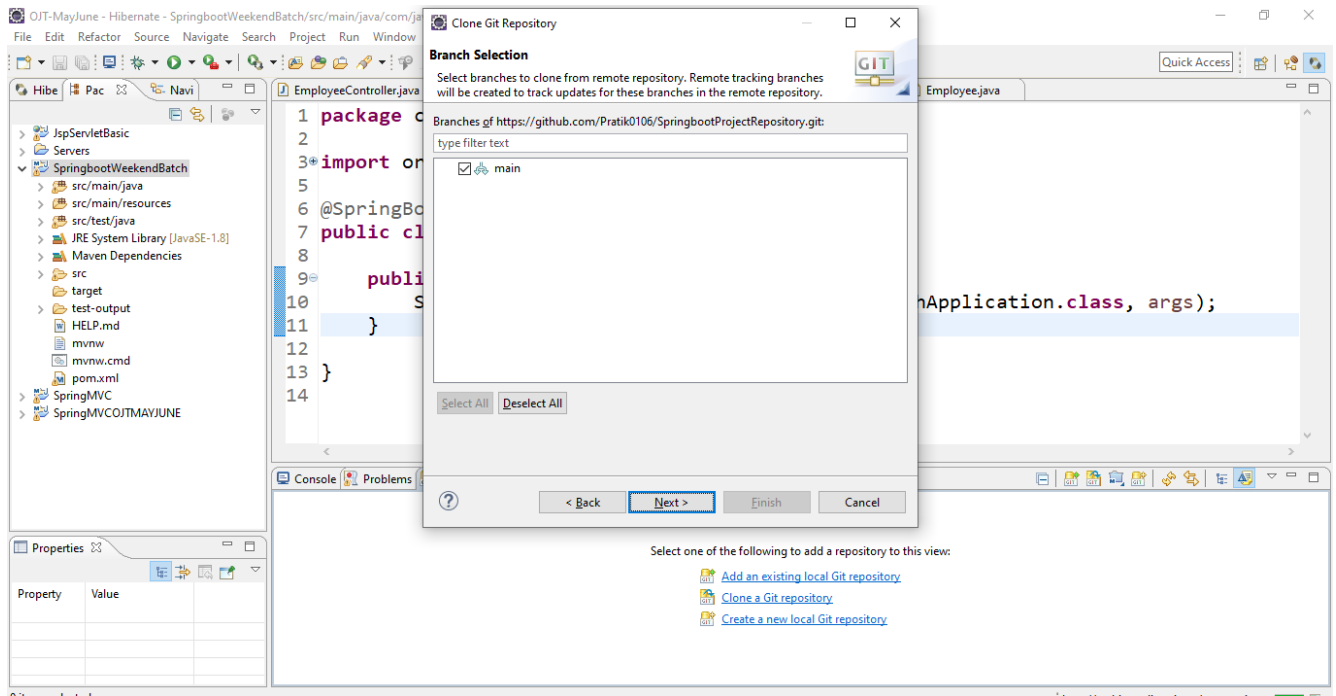 OJT-MayJune - Hibernate - SpringbootWeekendBatch/src/main/java/com/ja
File Edit Refactor Source Navigate Search Project Run Window
Quick Access
Hibe Pac Navi
JspServletBasic
Servers
SpringbootWeekendBatch
src/main/java
src/main/resources
src/test/java
JRE System Library [JavaSE-1.8]
Maven Dependencies
src
target
test-output
HELP.md
mvnw
mvnw.cmd
pom.xml
SpringMVC
SpringMVCOJTMAYJUNE
EmployeeController.java
Employee.java
1 package c
2
3 import or
5
6 @SpringBo
7 public cl
8
9 publi
10 S nApplication.class, args);
11 }
12
13 }
14
Clone Git Repository
Branch Selection
Select branches to clone from remote repository. Remote tracking branches
will be created to track updates for these branches in the remote repository.
GIT
Branches of https://github.com/Pratik0106/SpringbootProjectRepository.git:
type filter text
main
Select All Deselect All
< Back Next > Finish Cancel
Console Problems
Select one of the following to add a repository to this view:
Add an existing local Git repository
Clone a Git repository
Create a new local Git repository
Properties
Property Value